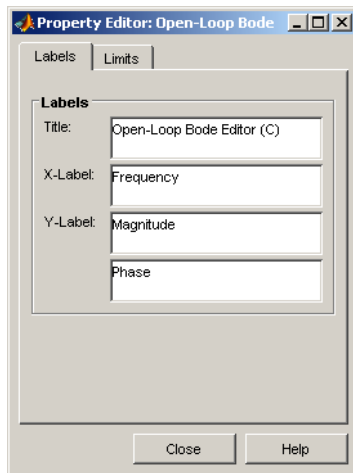 Property Editor: Open-Loop Bode
Labels Limits
Labels
Title: Open-Loop Bode Editor (C)
X-Label: Frequency
Y-Label: Magnitude
Phase
Close Help